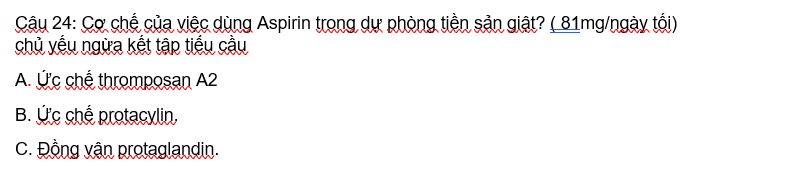 Câu 24: Cơ chế của việc dùng Aspirin trong dự phòng tiền sản giật? ( 81mg/ngày tối)
chủ yếu ngừa kết tập tiểu cầu
A. Ức chế thromposan A2
B. Ức chế protacylin,
C. Đồng vận protaglandin.